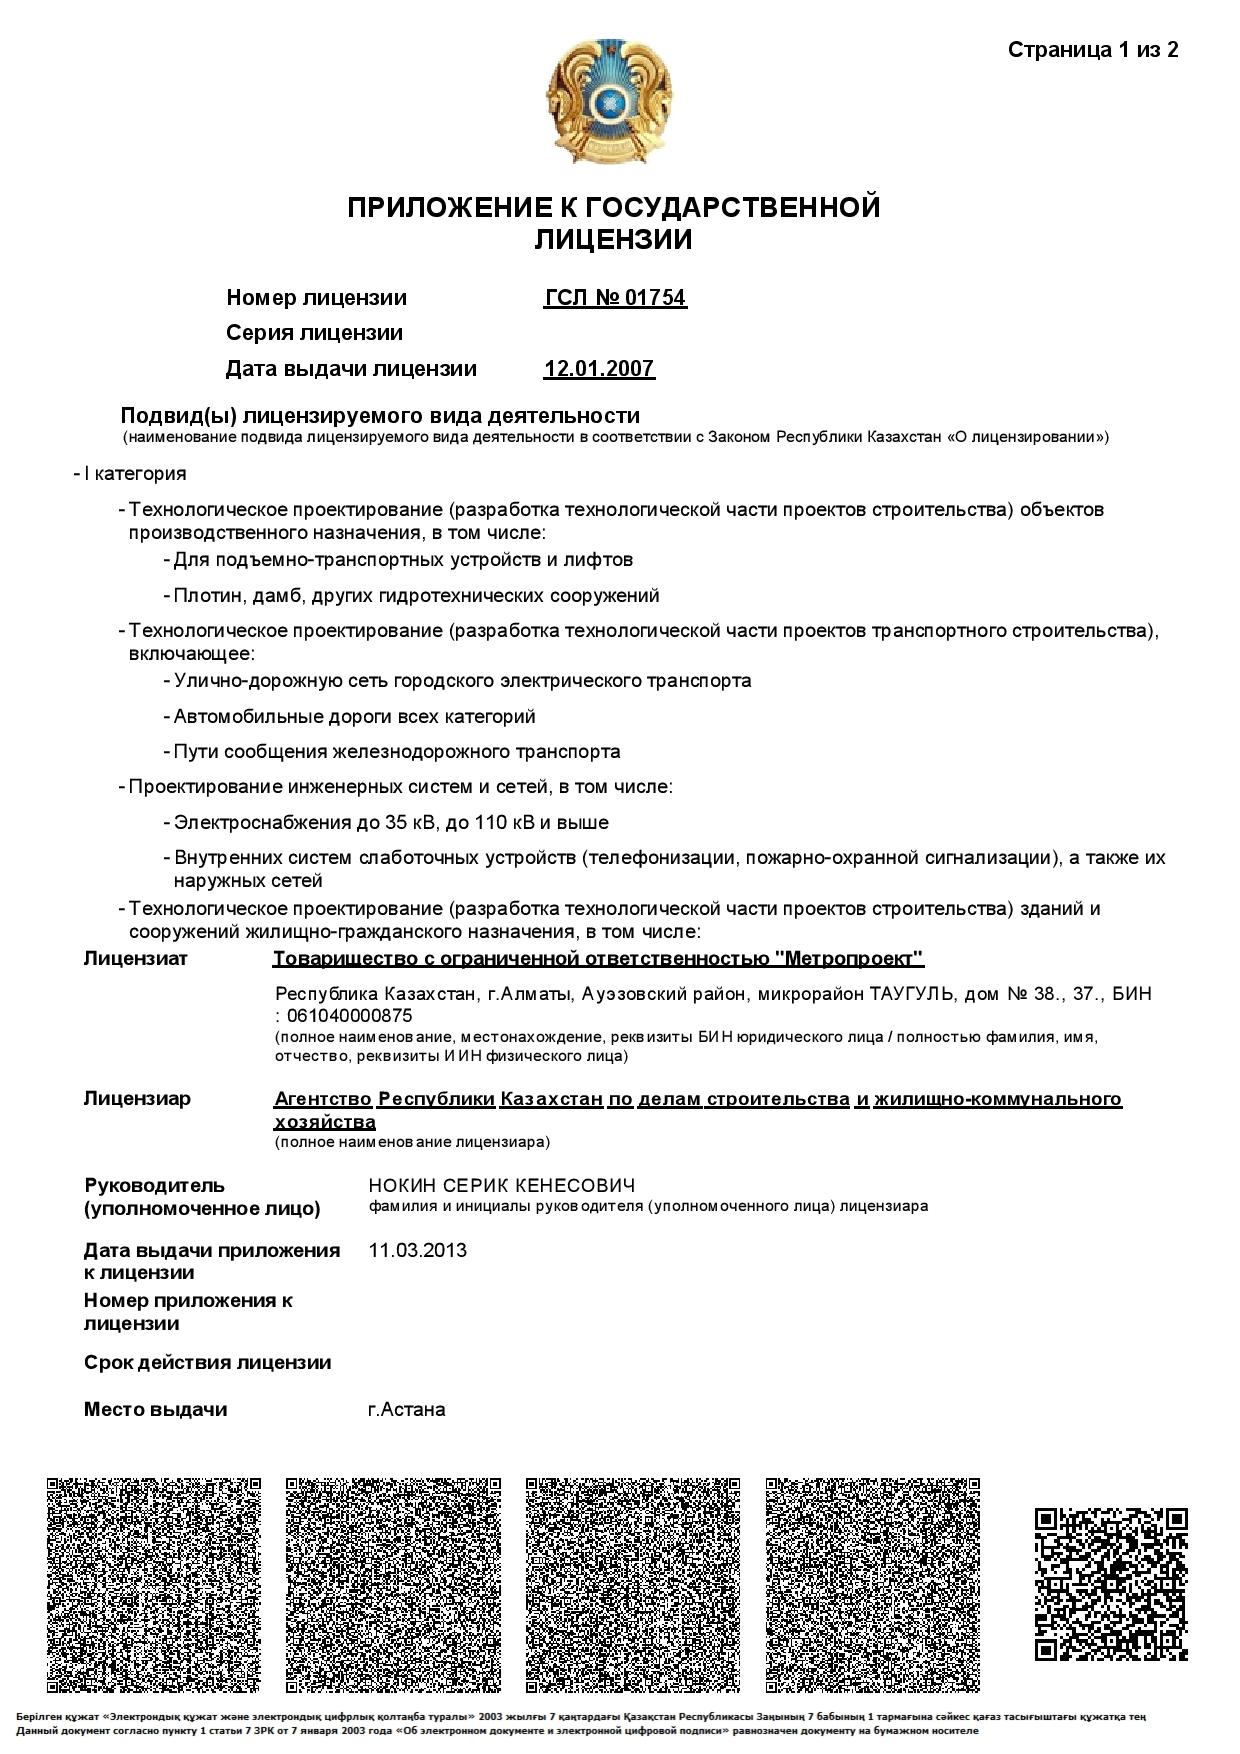 Страница 1 из 2
ПРИЛОЖЕНИЕ К ГОСУДАРСТВЕННОЙ
ЛИЦЕНЗИИ
Номер лицензии ГСЛ № 01754
Серия лицензии
Дата выдачи лицензии 12.01.2007
Подвид(ы) лицензируемого вида деятельности
(наименование подвида лицензируемого вида деятельности в соответствии с Законом Республики Казахстан «О лицензировании»)
- I категория
- Технологическое проектирование (разработка технологической части проектов строительства) объектов
производственного назначения, в том числе:
- Для подъемно-транспортных устройств и лифтов
- Плотин, дамб, других гидротехнических сооружений
- Технологическое проектирование (разработка технологической части проектов транспортного строительства),
включающее:
- Улично-дорожную сеть городского электрического транспорта
- Автомобильные дороги всех категорий
- Пути сообщения железнодорожного транспорта
- Проектирование инженерных систем и сетей, в том числе:
- Электроснабжения до 35 кВ, до 110 кВ и выше
- Внутренних систем слаботочных устройств (телефонизации, пожарно-охранной сигнализации), а также их
наружных сетей
- Технологическое проектирование (разработка технологической части проектов строительства) зданий и
сооружений жилищно-гражданского назначения, в том числе:
Лицензиат Товарищество с ограниченной ответственностью "Метропроект"
Республика Казахстан, г.Алматы, Ауэзовский район, микрорайон ТАУГУЛЬ, дом № 38., 37., БИН
: 061040000875
(полное наименование, местонахождение, реквизиты БИН юридического лица / полностью фамилия, имя,
отчество, реквизиты ИИН физического лица)
Лицензиар Агентство Республики Казахстан по делам строительства и жилищно-коммунального
хозяйства
(полное наименование лицензиара)
Руководитель НОКИН СЕРИК КЕНЕСОВИЧ
(уполномоченное лицо) фамилия и инициалы руководителя (уполномоченного лица) лицензиара
Дата выдачи приложения 11.03.2013
к лицензии
Номер приложения к
лицензии
Срок действия лицензии
Место выдачи г.Астана
Берілген құжат «Электрондық құжат және электрондық цифрлық қолтаңба туралы» 2003 жылғы 7 қаңтардағы Қазақстан Республикасы Заңының 7 бабының 1 тармағына сәйкес қағаз тасығыштағы құжатқа тең
Данный документ согласно пункту 1 статьи 7 ЗРК от 7 января 2003 года «Об электронном документе и электронной цифровой подписи» равнозначен документу на бумажном носителе